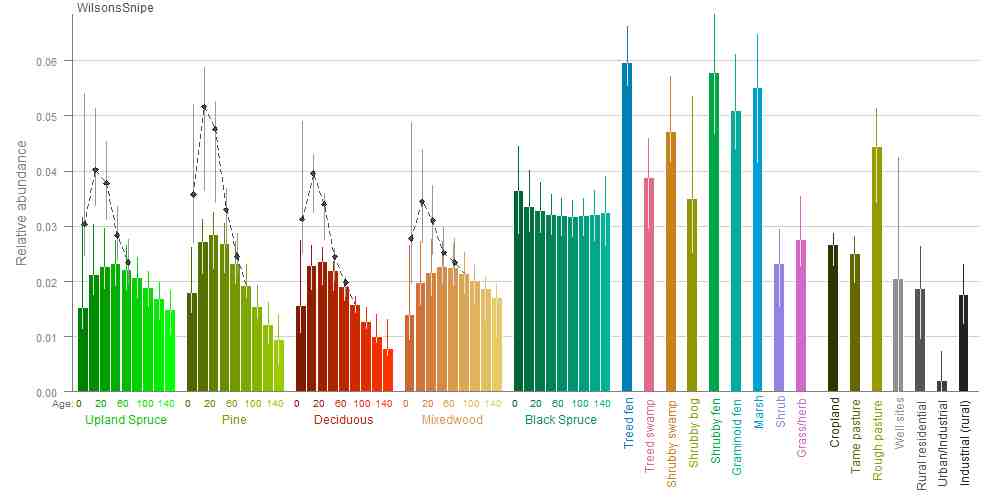 WilsonsSnipe
Relative abundance
0.06
0.05
0.04
0.03
0.02
0.01
0.00
Age: 0 20 60 100 140 0 20 60 100 140 0 20 60 100 140 0 20 60 100 140 0 20 60 100 140
Upland Spruce Pine Deciduous Mixedwood Black Spruce
Treed fen
Treed swamp
Shrubby swamp
Shrubby bog
Shrubby fen
Graminoid fen
Marsh
Shrub
Grass/herb
Cropland
Tame pasture
Rough pasture
Well sites
Rural residential
Urban/Industrial
Industrial (rural)